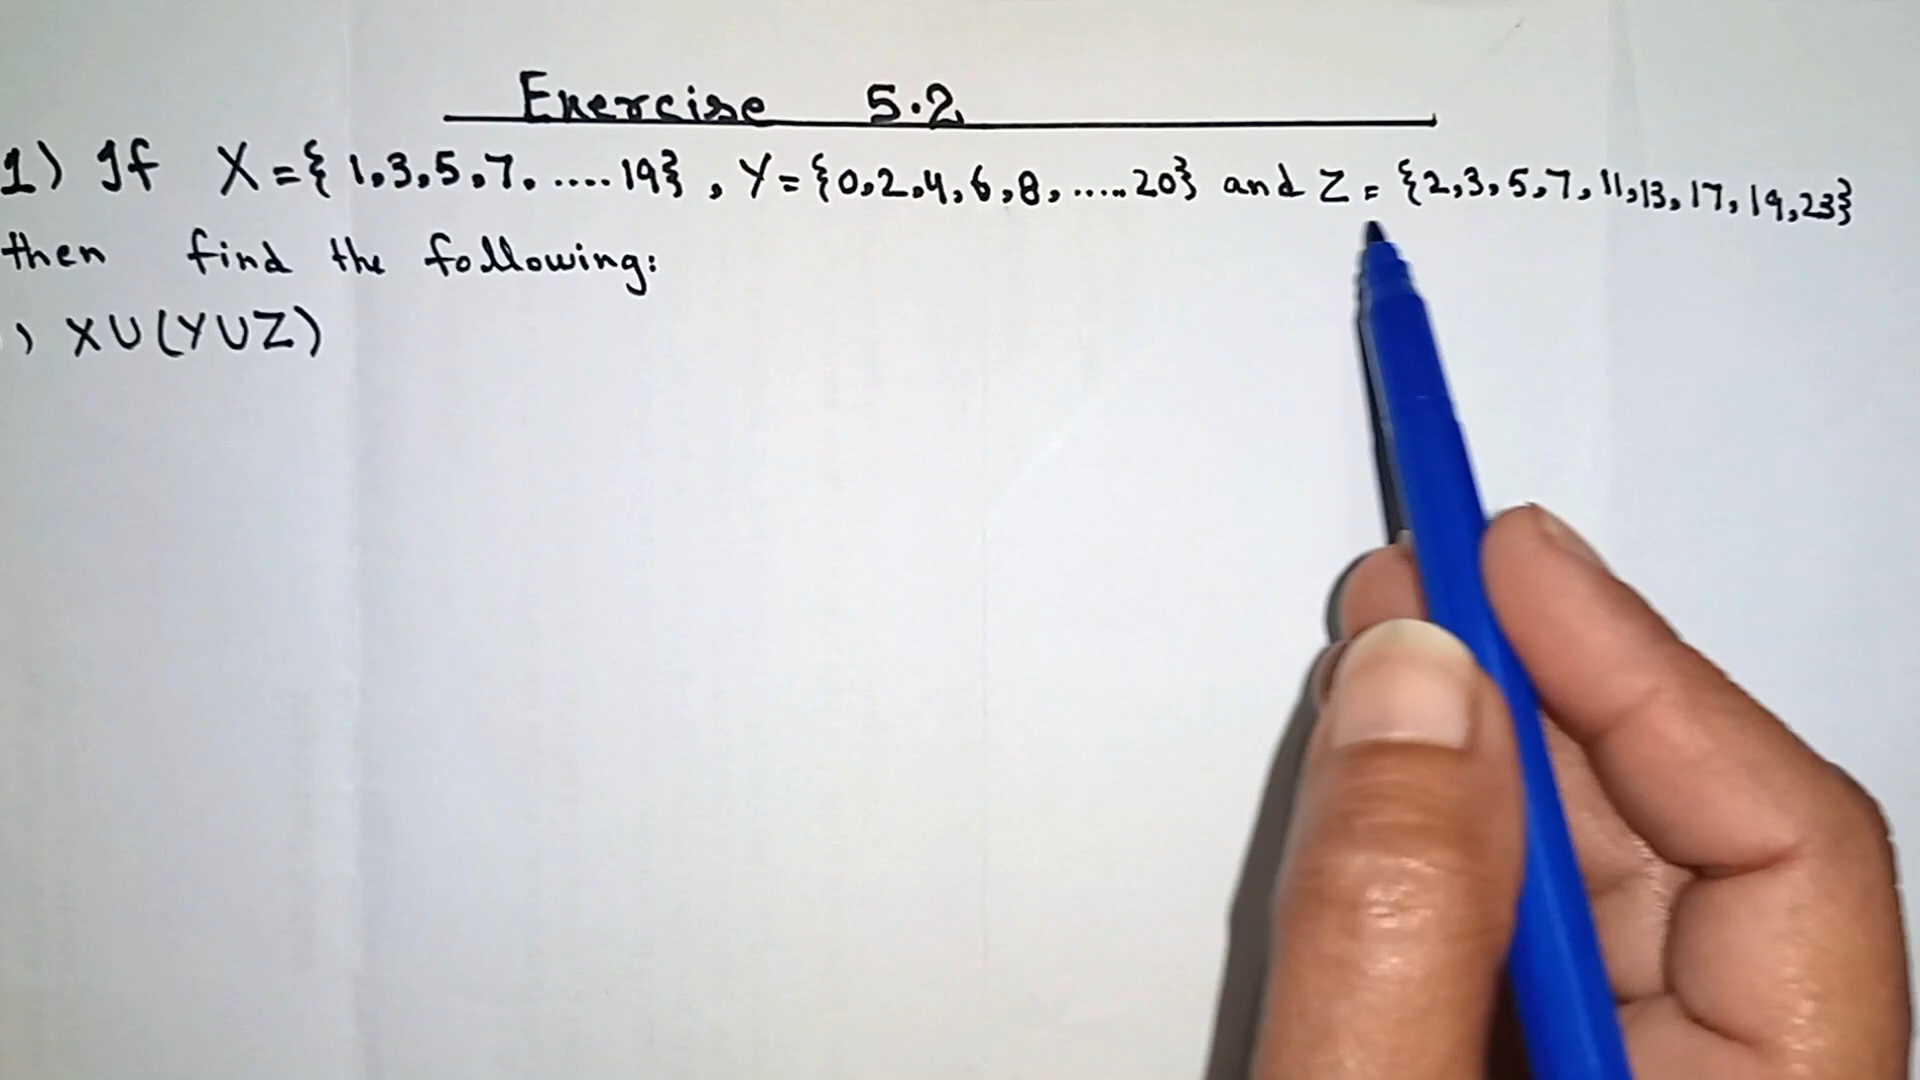 Exercise 5.2
1) If X={1,3,5,7.....19}, Y={0,2,4,6,8,.....20} and Z = {2,3,5,7,11,13,17,19,23}
then find the following:
) X∪(Y∪Z)